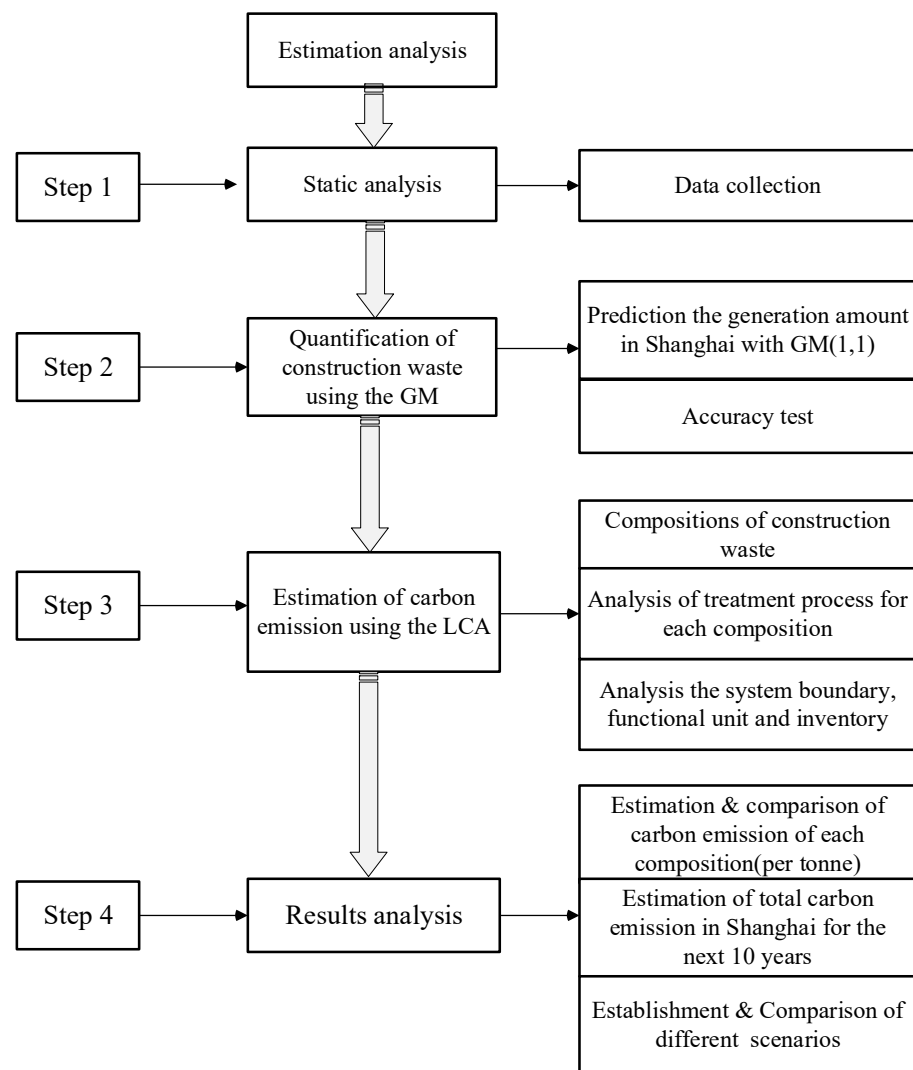 Estimation analysis
Step 1
Static analysis
Data collection
Step 2
Quantification of
construction waste
using the GM
Prediction the generation amount
in Shanghai with GM(1,1)
Accuracy test
Step 3
Estimation of carbon
emission using the LCA
Compositions of construction
waste
Analysis of treatment process for
each composition
Analysis the system boundary,
functional unit and inventory
Step 4
Results analysis
Estimation & comparison of
carbon emission of each
composition(per tonne)
Estimation of total carbon
emission in Shanghai for the
next 10 years
Establishment & Comparison of
different scenarios